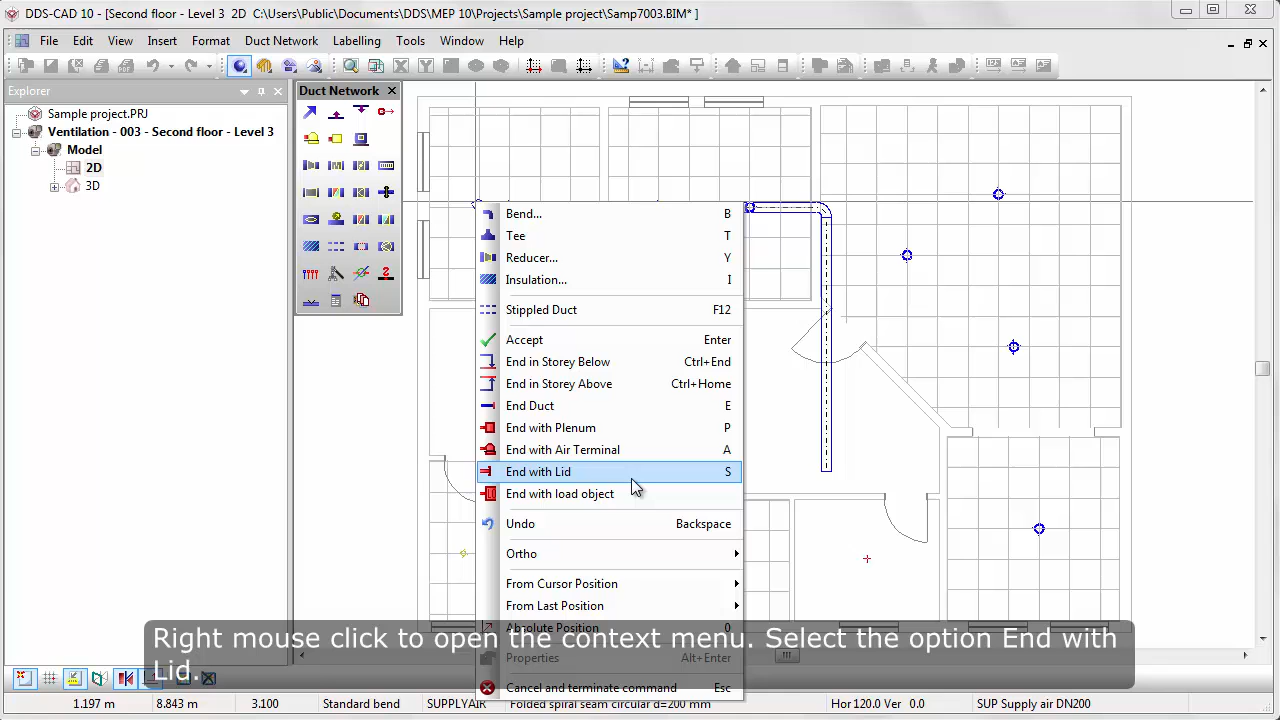 DDS-CAD 10 - [Second floor - Level 3  2D  C:\Users\Public\Documents\DDS\MEP 10\Projects\Sample project\Samp7003.BIM* ]
File Edit View Insert Format Duct Network Labelling Tools Window Help
Explorer
Duct Network
Sample project.PRJ
Ventilation - 003 - Second floor - Level 3
Model
2D
3D
Bend... B
Tee T
Reducer... Y
Insulation... I
Stippled Duct F12
Accept Enter
End in Storey Below Ctrl+End
End in Storey Above Ctrl+Home
End Duct E
End with Plenum P
End with Air Terminal A
End with Lid S
End with load object
Undo Backspace
Ortho
From Cursor Position
From Last Position
Absolute Position 0
Properties Alt+Enter
Cancel and terminate command Esc
Right mouse click to open the context menu. Select the option End with
Lid.
1.197 m 8.843 m 3.100 SUPPLYAIR Folded spiral seam circular d=200 mm Hor 120.0 Ver 0.0 SUP Supply air DN200